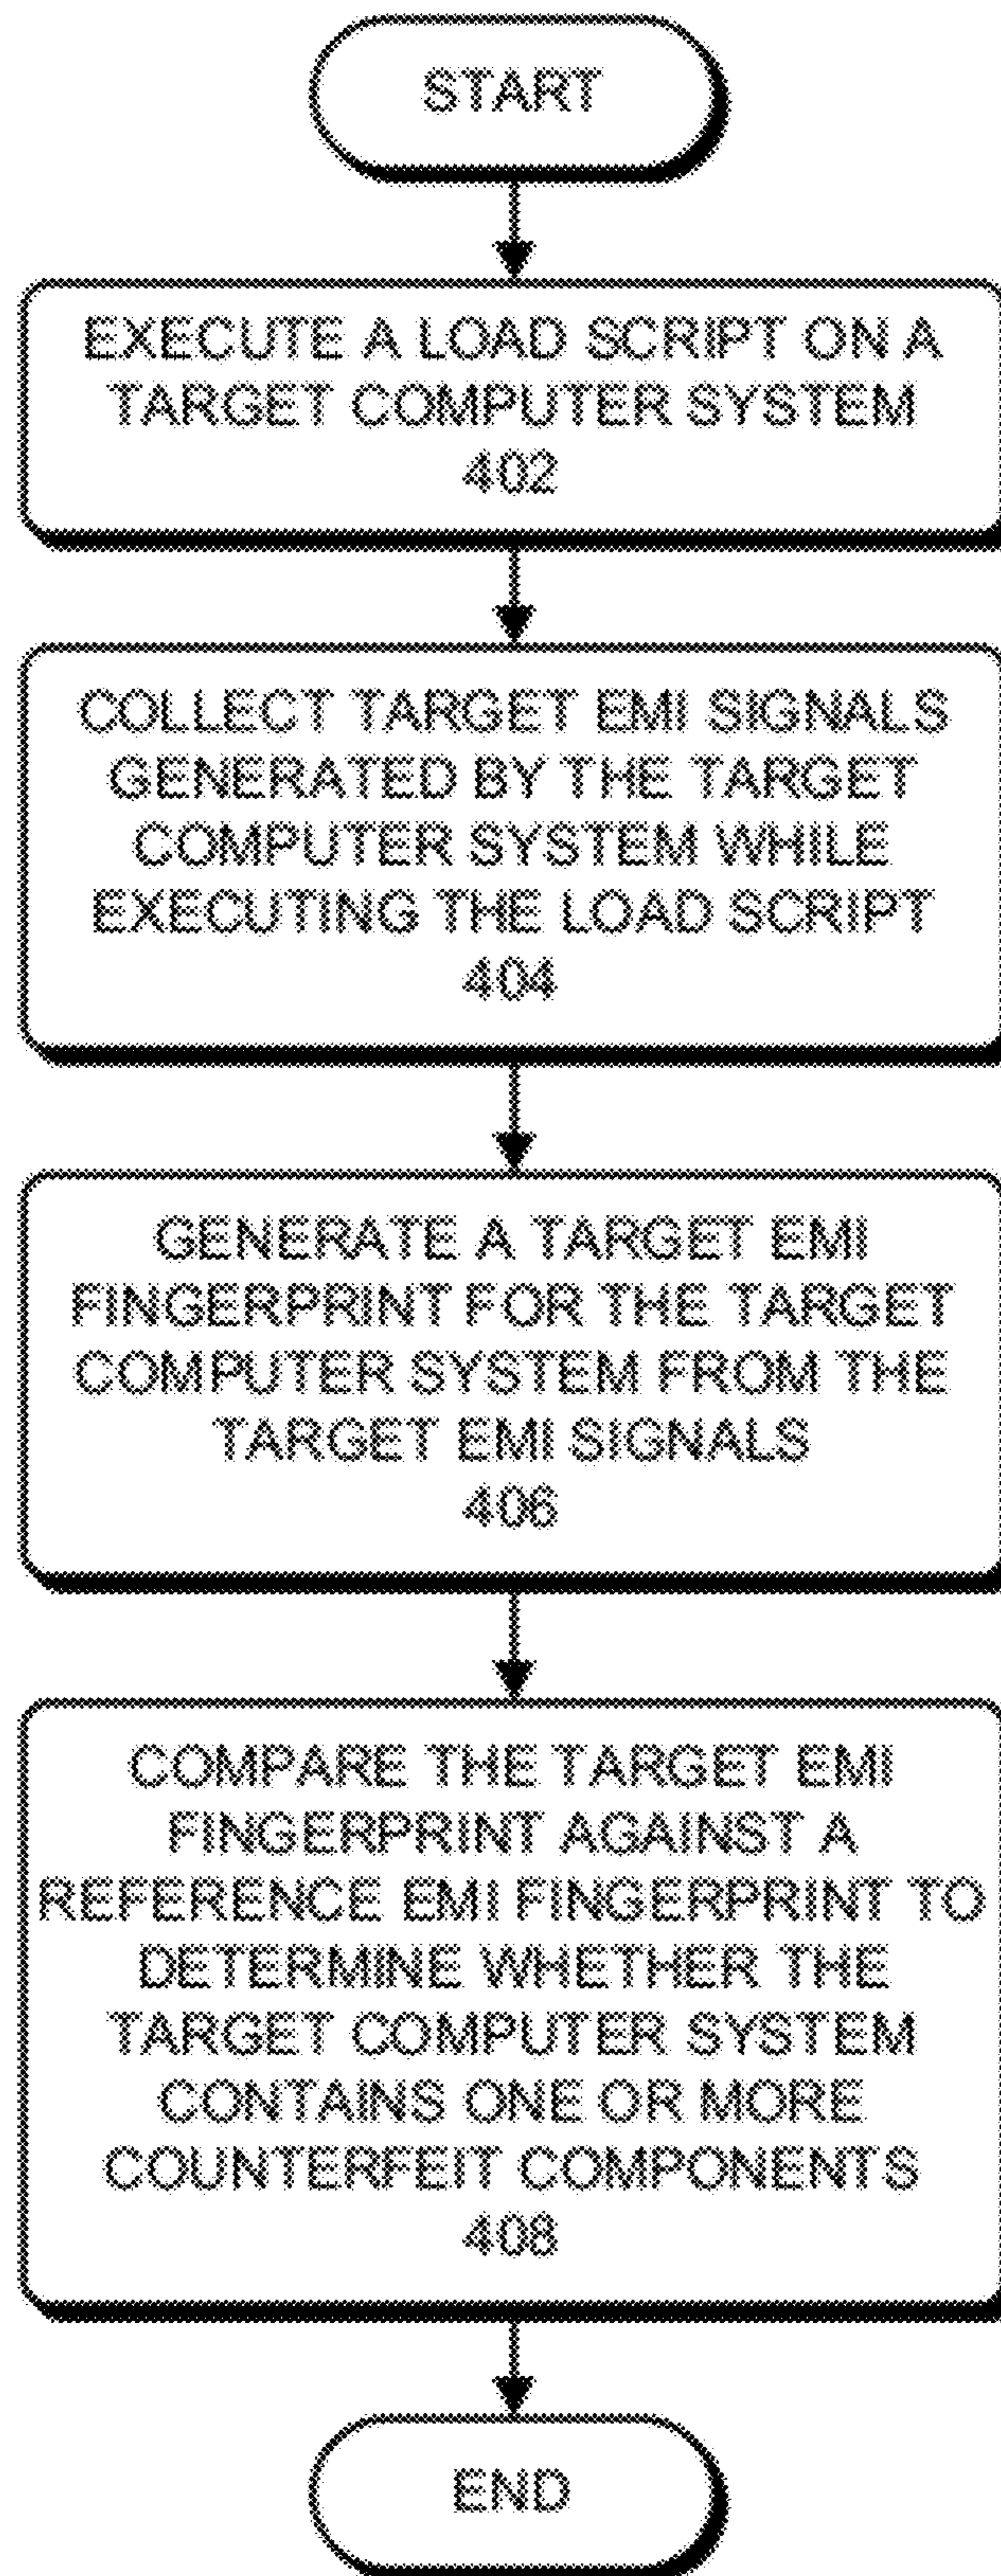 START
EXECUTE A LOAD SCRIPT ON A
TARGET COMPUTER SYSTEM
402
COLLECT TARGET EMI SIGNALS
GENERATED BY THE TARGET
COMPUTER SYSTEM WHILE
EXECUTING THE LOAD SCRIPT
404
GENERATE A TARGET EMI
FINGERPRINT FOR THE TARGET
COMPUTER SYSTEM FROM THE
TARGET EMI SIGNALS
406
COMPARE THE TARGET EMI
FINGERPRINT AGAINST A
REFERENCE EMI FINGERPRINT TO
DETERMINE WHETHER THE
TARGET COMPUTER SYSTEM
CONTAINS ONE OR MORE
COUNTERFEIT COMPONENTS
408
END